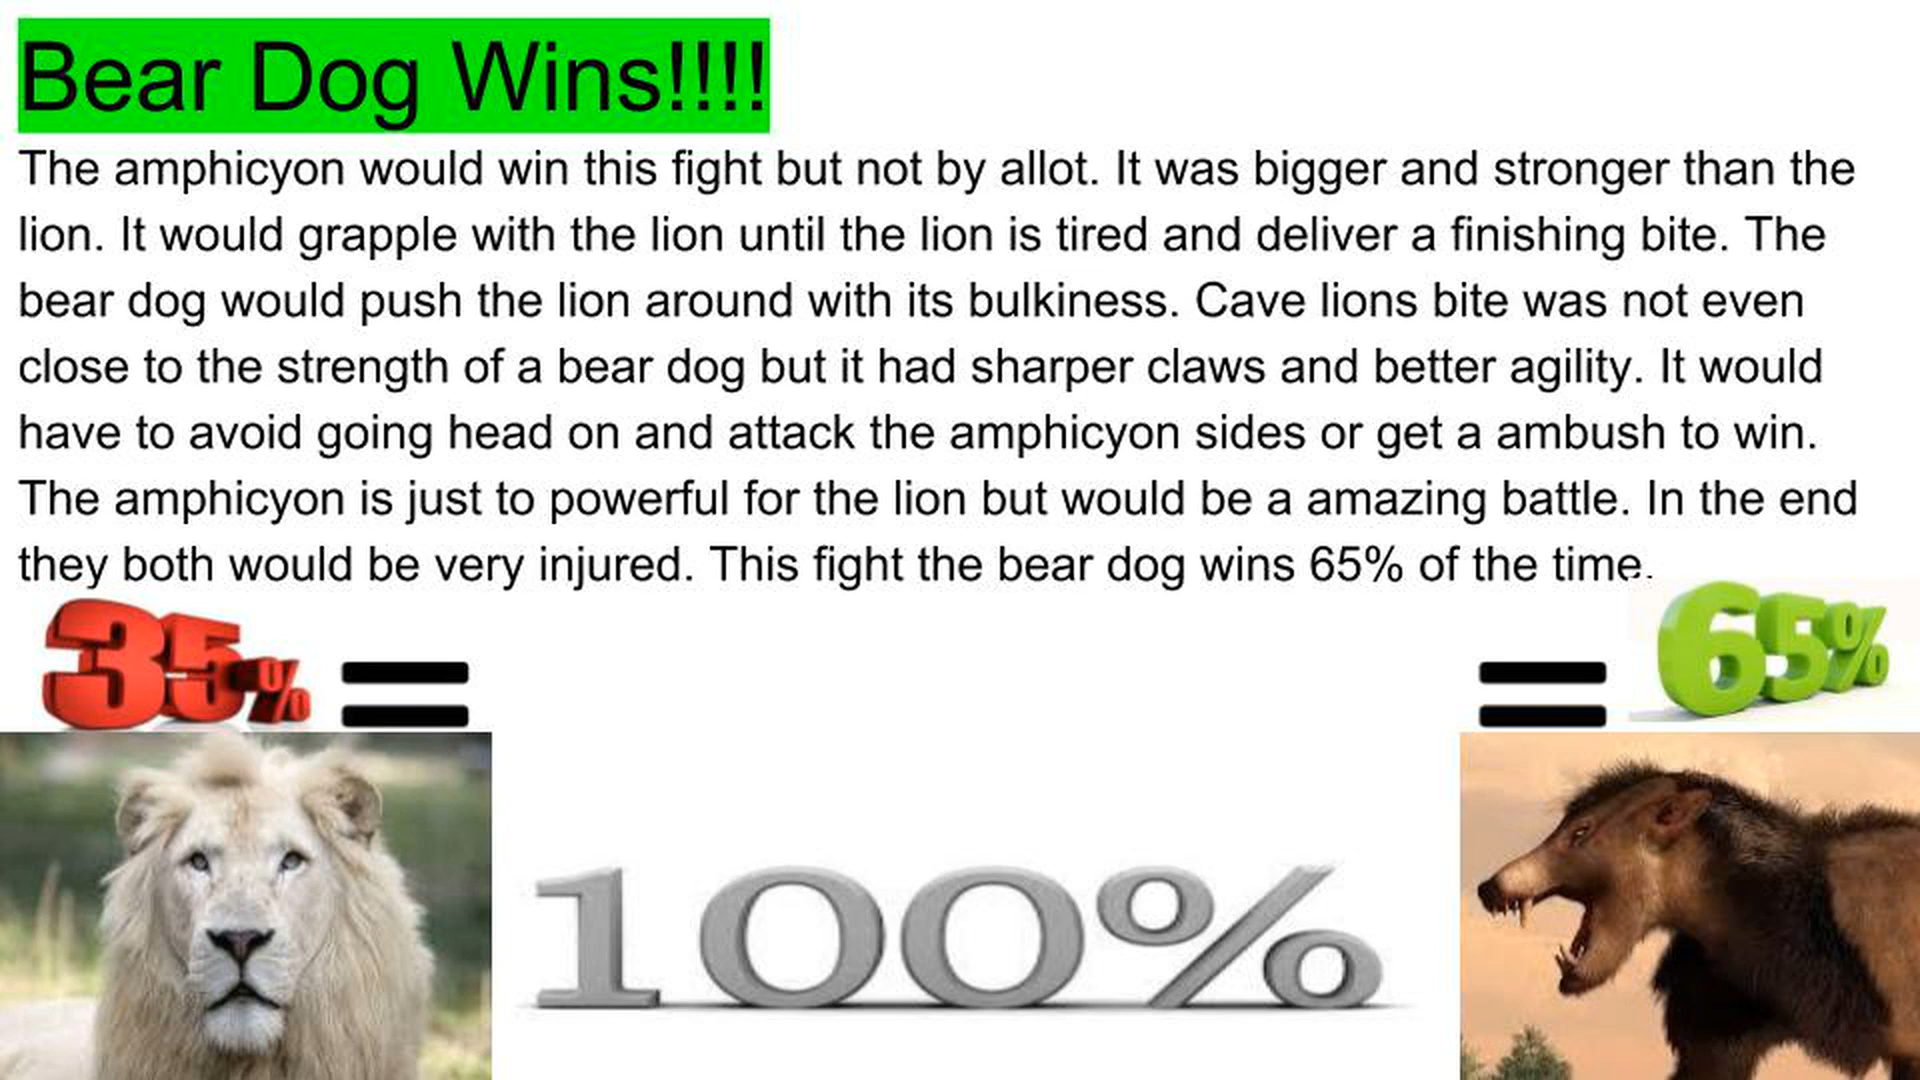 Bear Dog Wins!!!!
The amphicyon would win this fight but not by allot. It was bigger and stronger than the
lion. It would grapple with the lion until the lion is tired and deliver a finishing bite. The
bear dog would push the lion around with its bulkiness. Cave lions bite was not even
close to the strength of a bear dog but it had sharper claws and better agility. It would
have to avoid going head on and attack the amphicyon sides or get a ambush to win.
The amphicyon is just to powerful for the lion but would be a amazing battle. In the end
they both would be very injured. This fight the bear dog wins 65% of the time.
35% =
= 65%
100%